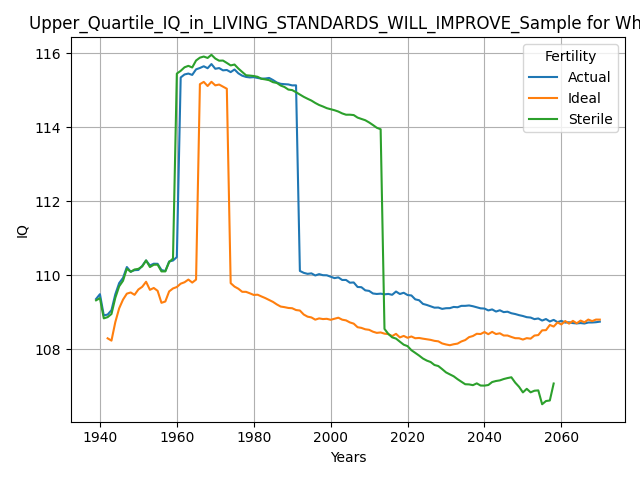 Upper_Quartile_IQ_in_LIVING_STANDARDS_WILL_IMPROVE_Sample for Wh
116
114
112
110
108
IQ
Fertility
Actual
Ideal
Sterile
1940 1960 1980 2000 2020 2040 2060
Years